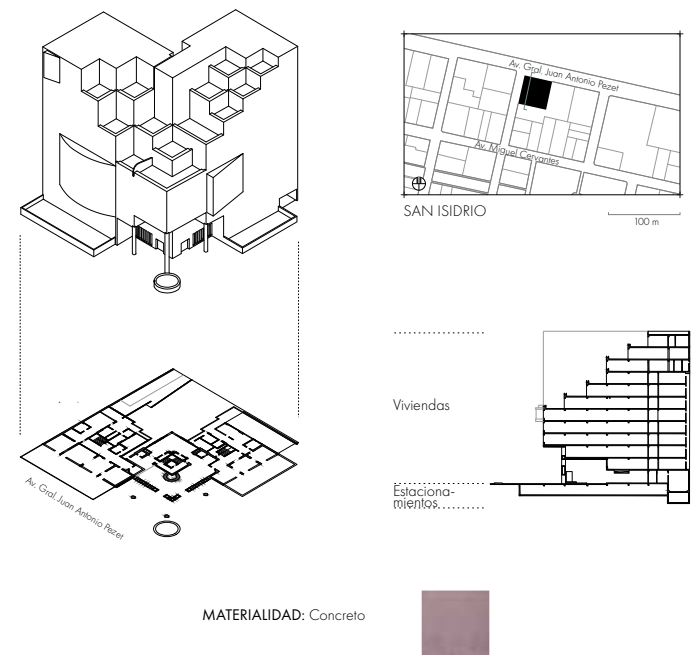 Av. Gral. Juan Antonio Pezet
Av. Miguel Cervantes
SAN ISIDRIO
100 m
Viviendas
Estaciona-
mientos
Av. Gral. Juan Antonio Pezet
MATERIALIDAD: Concreto